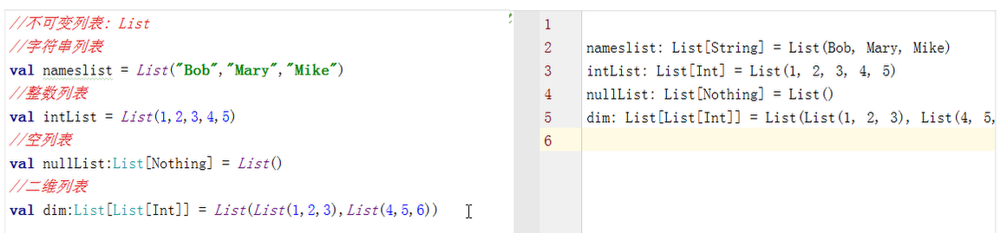 //不可变列表: List
//字符串列表
val nameslist = List("Bob","Mary","Mike")
//整数列表
val intList = List(1,2,3,4,5)
//空列表
val nullList:List[Nothing] = List()
//二维列表
val dim:List[List[Int]] = List(List(1,2,3),List(4,5,6))
1
2 nameslist: List[String] = List(Bob, Mary, Mike)
3 intList: List[Int] = List(1, 2, 3, 4, 5)
4 nullList: List[Nothing] = List()
5 dim: List[List[Int]] = List(List(1, 2, 3), List(4, 5,
6